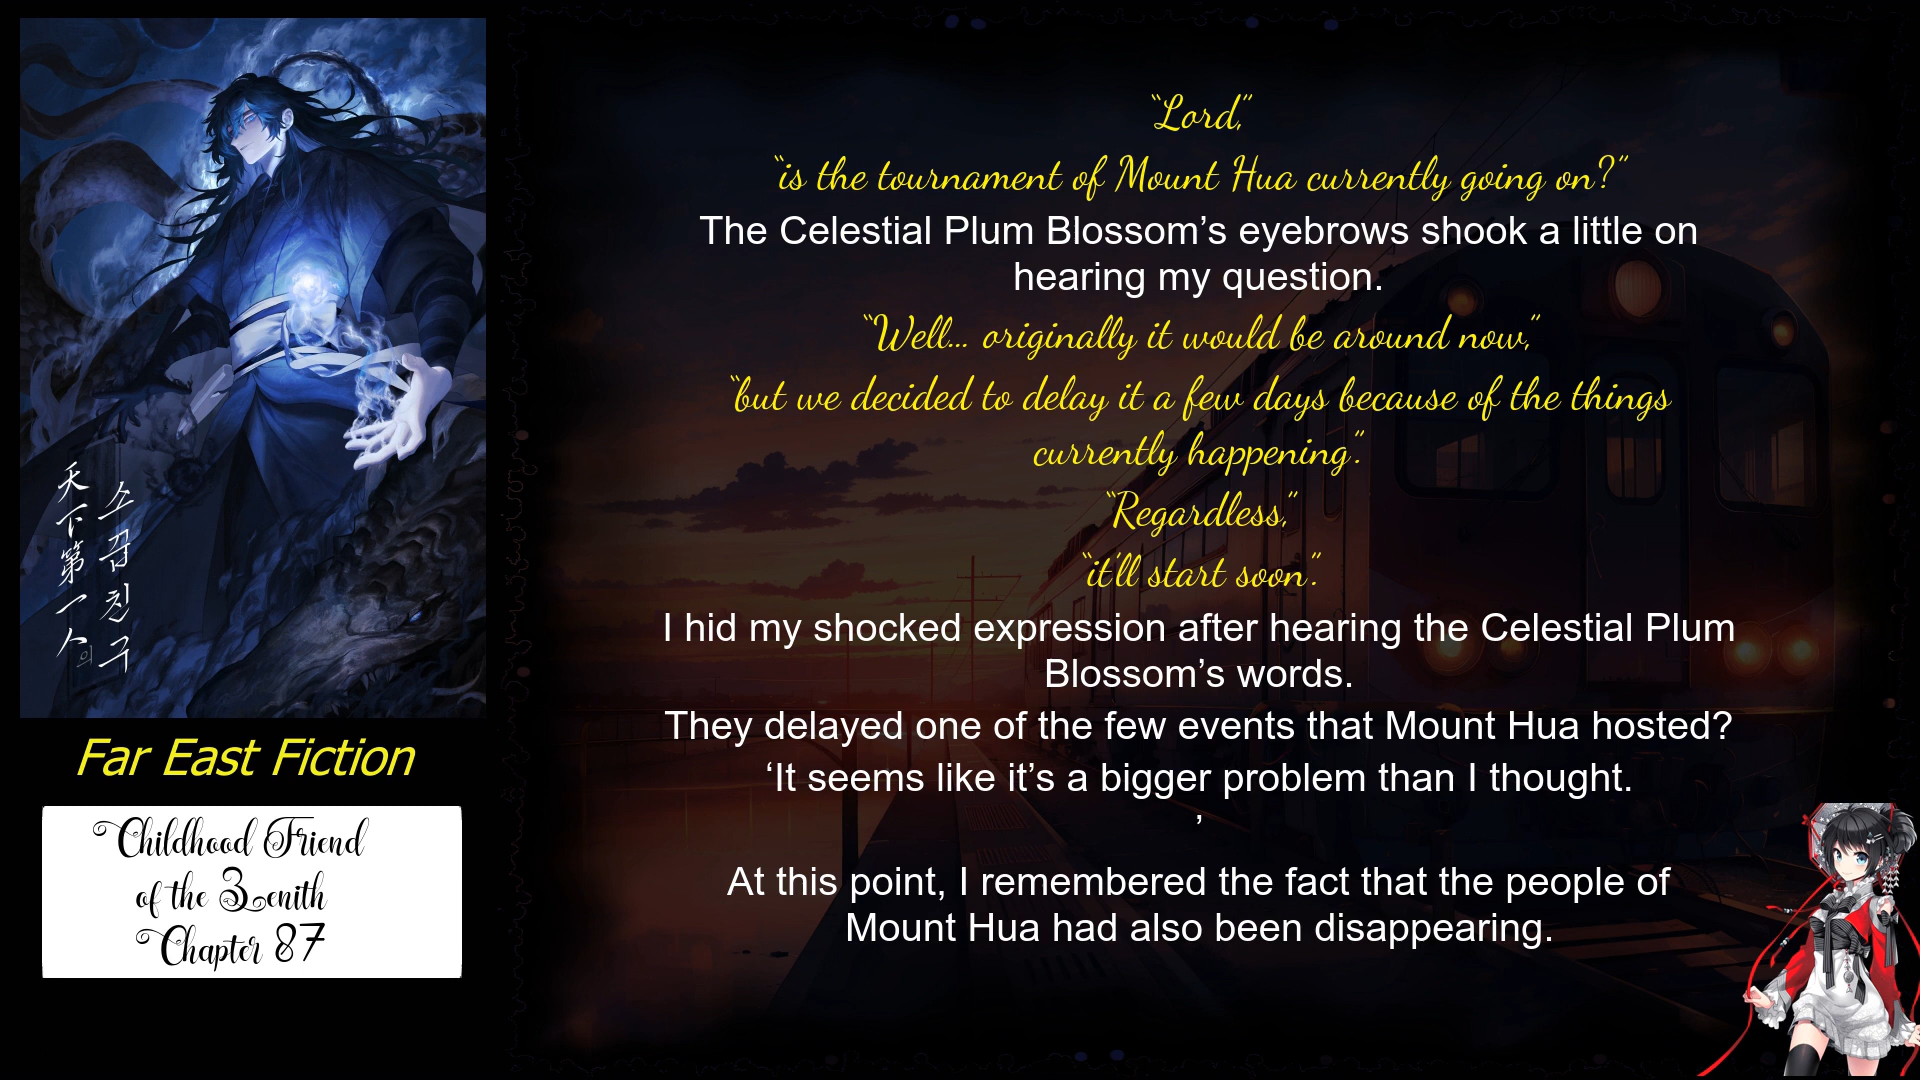 天下第一人의
소꿉친구
Far East Fiction
Childhood Friend
of the Zenith
Chapter 87
“Lord,”
“is the tournament of Mount Hua currently going on?”
The Celestial Plum Blossom’s eyebrows shook a little on
hearing my question.
“Well… originally it would be around now,”
“but we decided to delay it a few days because of the things
currently happening”.
“Regardless,”
“it’ll start soon”.
I hid my shocked expression after hearing the Celestial Plum
Blossom’s words.
They delayed one of the few events that Mount Hua hosted?
‘It seems like it’s a bigger problem than I thought.
’
At this point, I remembered the fact that the people of
Mount Hua had also been disappearing.